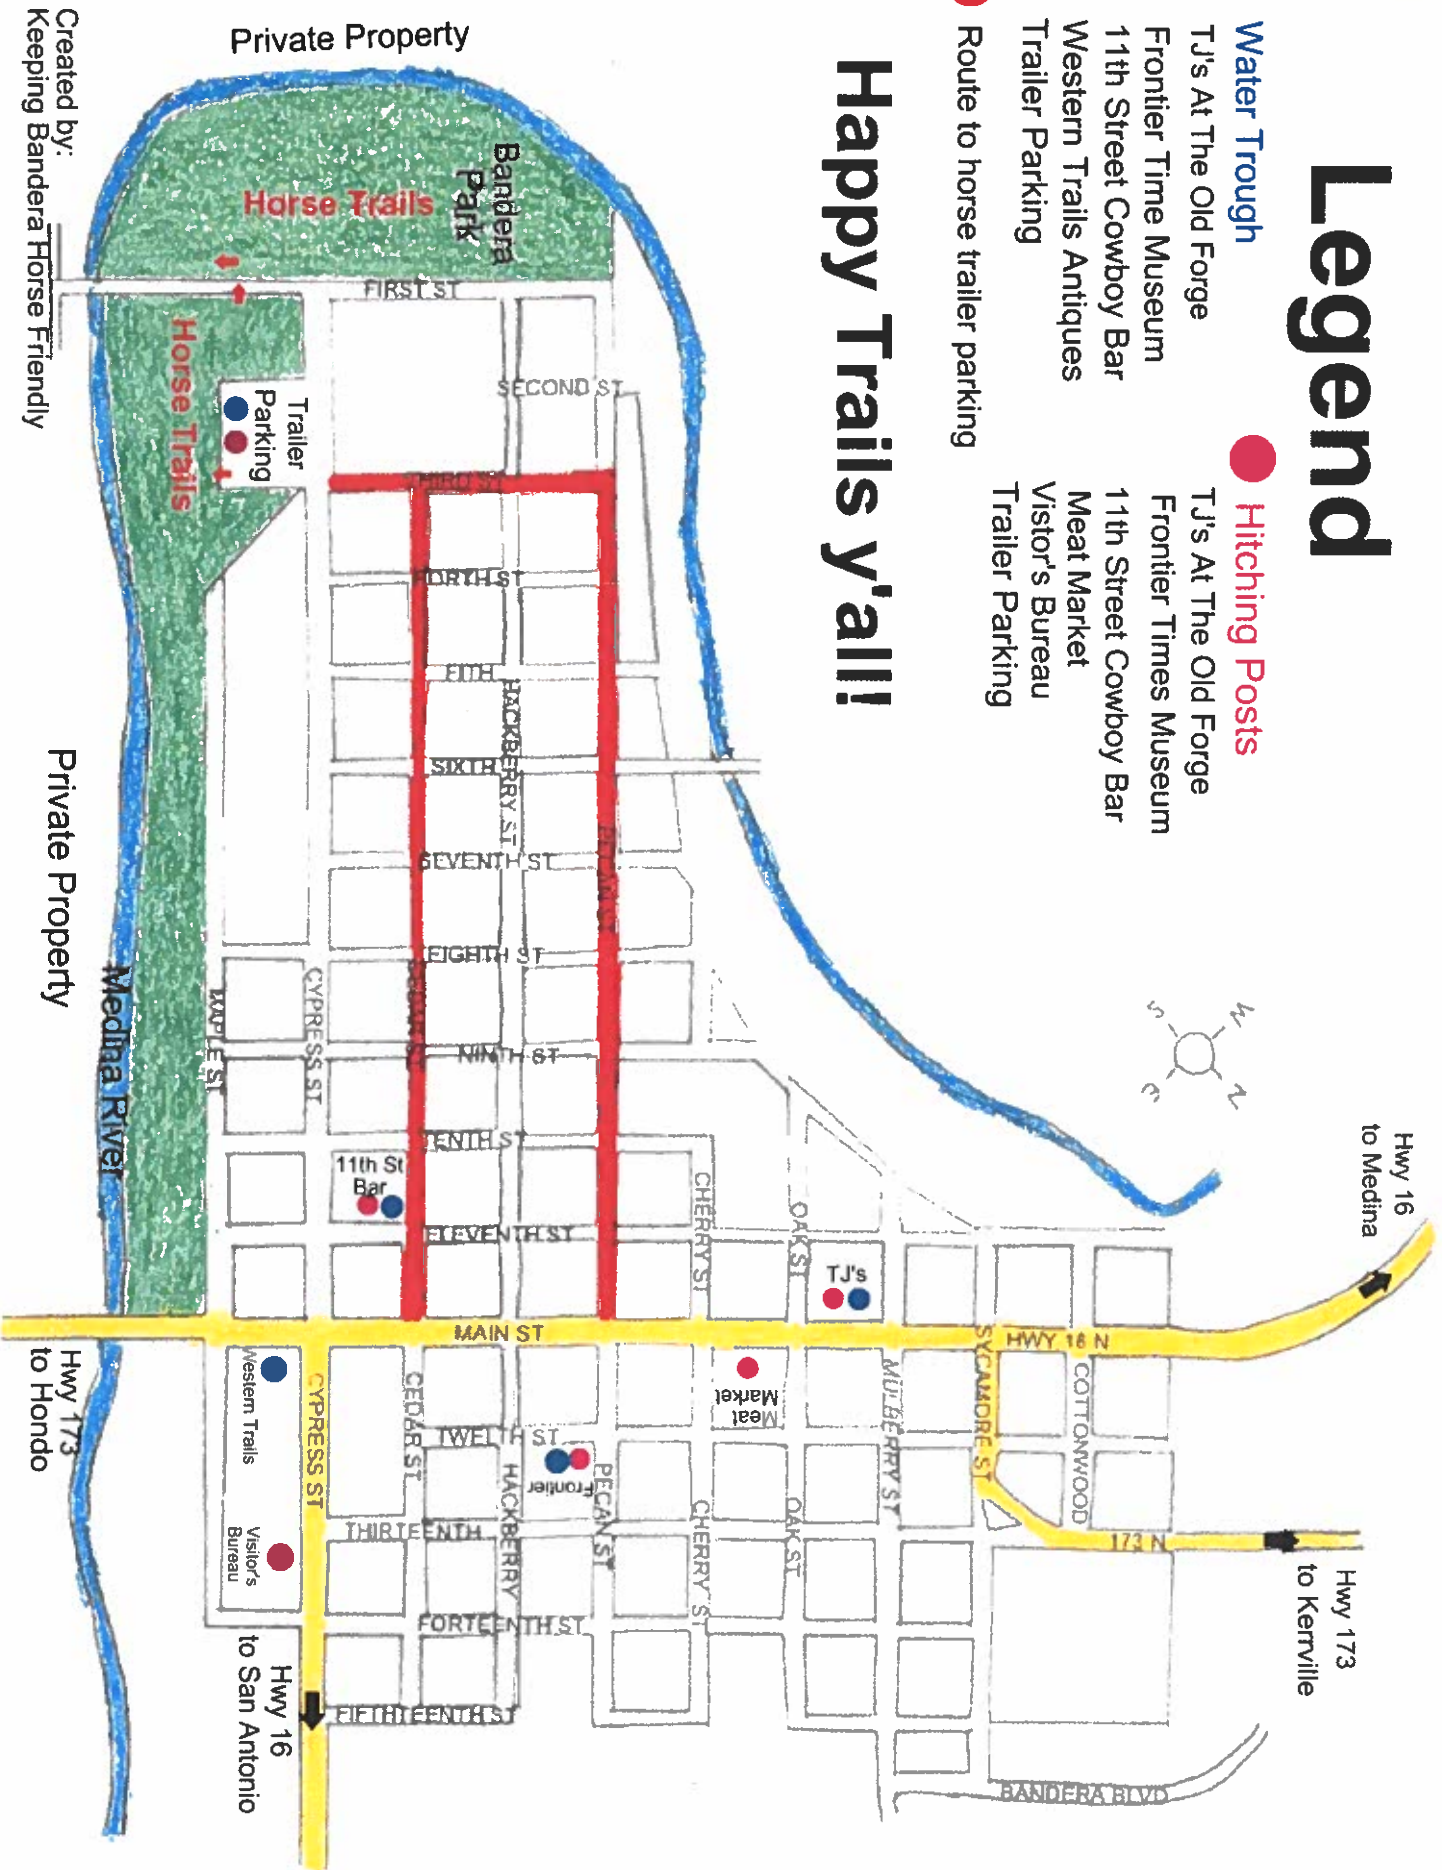 Legend
Water Trough
TJ's At The Old Forge
Frontier Time Museum
11th Street Cowboy Bar
Western Trails Antiques
Trailer Parking
Hitching Posts
TJ's At The Old Forge
Frontier Times Museum
11th Street Cowboy Bar
Meat Market
Vistor's Bureau
Trailer Parking
Route to horse trailer parking
Happy Trails y'all!
N
W
S
e
Hwy 16
to Medina
Hwy 173
to Kerrville
Hwy 16
to San Antonio
Hwy 173
to Hondo
Private Property
Private Property
Bandera
Park
Horse Trails
Horse Trails
Trailer
Parking
Medina River
FIRST ST
SECOND ST
THIRD ST
FORTH ST
FITH
SIXTH
SEVENTH ST
EIGHTH ST
NINTH ST
TENTH ST
ELEVENTH ST
MAIN ST
TWELTH ST
THIRTEENTH
FORTEENTH ST
FIFTHTEENTH ST
HACKBERRY ST
PECAN ST
CEDAR ST
CYPRESS ST
MAPLE ST
CHERRY ST
OAK ST
11th St
Bar
TJ's
HWY 16 N
SYCAMORE ST
COTTONWOOD
MULBERRY ST
173 N
Meat
Market
Frontier
Western Trails
Visitor's
Bureau
CYPRESS ST
CEDAR ST
HACKBERRY
PECAN ST
CHERRY ST
OAK ST
BANDERA BLVD
Created by:
Keeping Bandera Horse Friendly